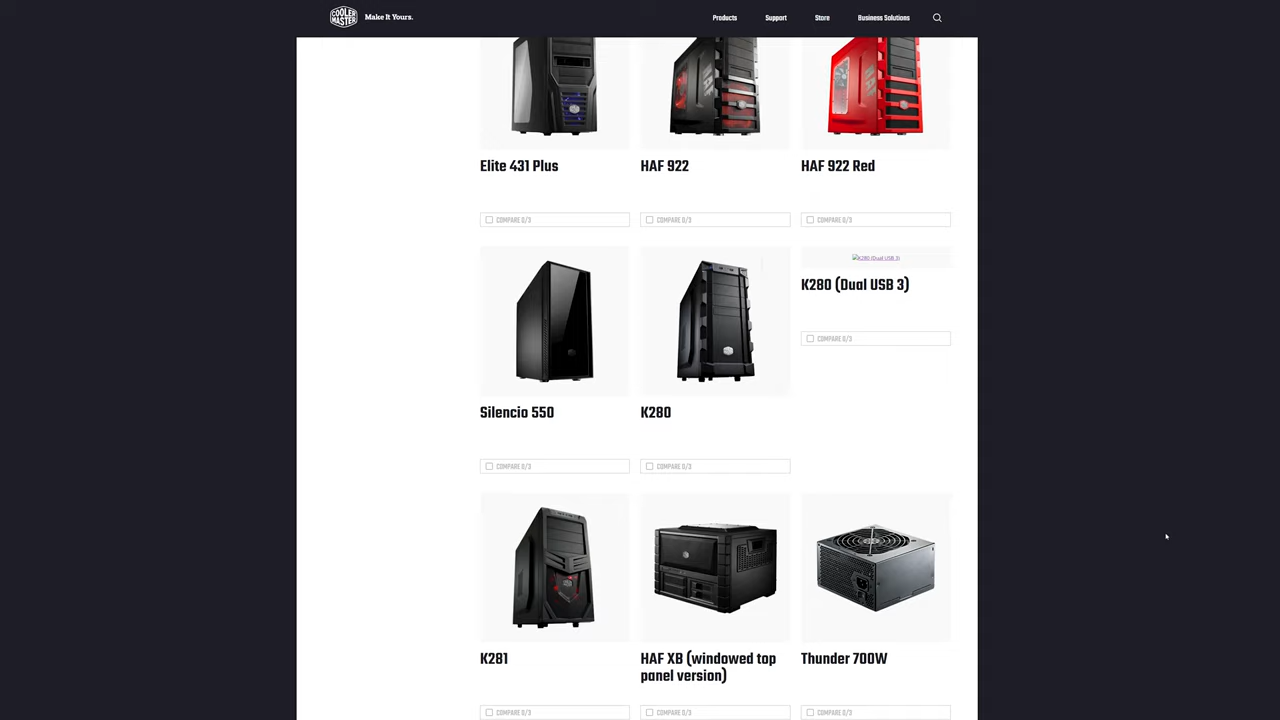 COOLER MASTER
Make It Yours.
Products
Support
Store
Business Solutions
Elite 431 Plus
HAF 922
HAF 922 Red
COMPARE 0/3
COMPARE 0/3
COMPARE 0/3
K280 (Dual USB 3)
K280 (Dual USB 3)
COMPARE 0/3
Silencio 550
K280
COMPARE 0/3
COMPARE 0/3
K281
HAF XB (windowed top
panel version)
Thunder 700W
COMPARE 0/3
COMPARE 0/3
COMPARE 0/3